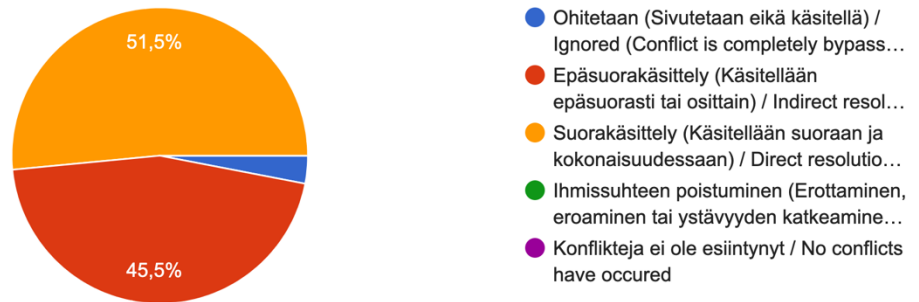 51,5%
45,5%
Ohitetaan (Sivutetaan eikä käsitellä) /
Ignored (Conflict is completely bypass…
Epäsuorakäsittely (Käsitellään
epäsuorasti tai osittain) / Indirect resol…
Suorakäsittely (Käsitellään suoraan ja
kokonaisuudessaan) / Direct resolutio…
Ihmissuhteen poistuminen (Erottaminen,
eroaminen tai ystävyyden katkeamine…
Konflikteja ei ole esiintynyt / No conflicts
have occured